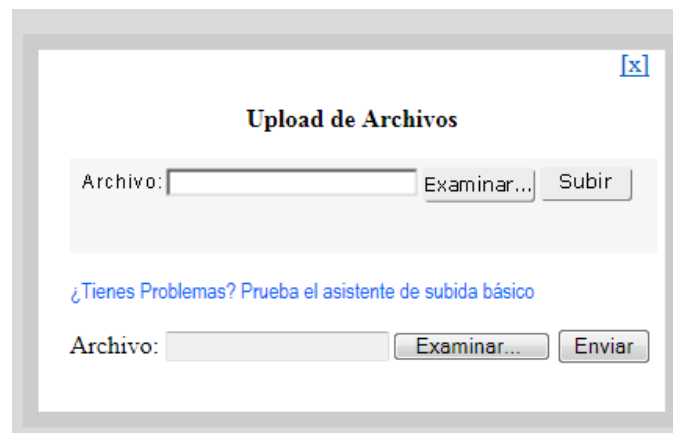 [x]
Upload de Archivos
Archivo: Examinar... Subir
¿Tienes Problemas? Prueba el asistente de subida básico
Archivo: Examinar... Enviar